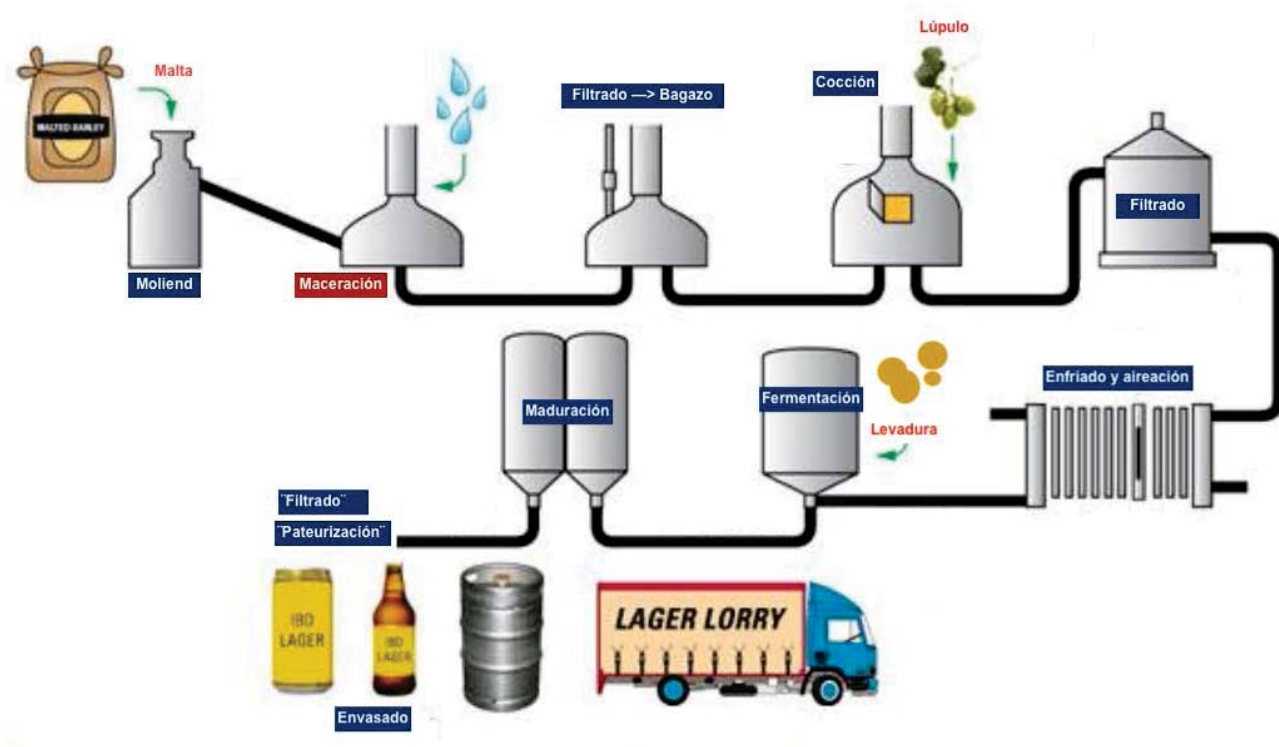 Malta
MALTED BARLEY
Moliend
Maceración
Filtrado —> Bagazo
Cocción
Lúpulo
Filtrado
Enfriado y aireación
Levadura
Fermentación
Maduración
¨Filtrado¨
¨Pateurización¨
IBD
LAGER
IBD
LAGER
Envasado
LAGER LORRY